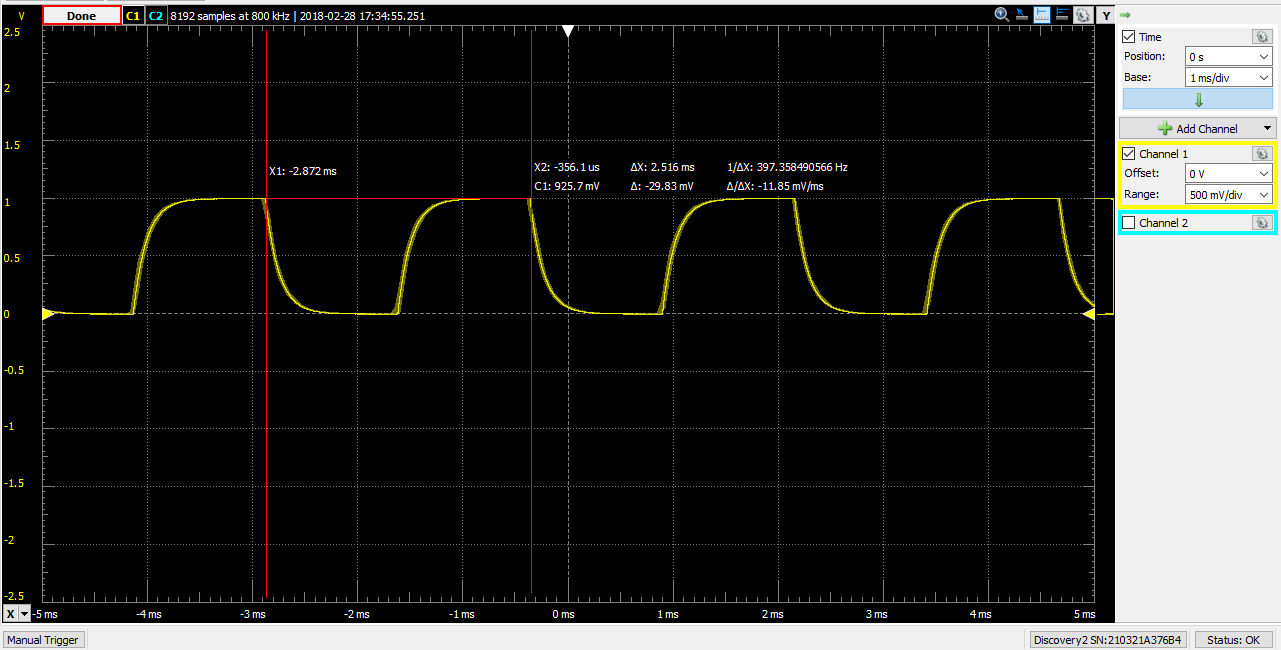 V Done C1 C2 8192 samples at 800 kHz | 2018-02-28 17:34:55.251 Y
2.5
2
1.5
1
0.5
0
-0.5
-1
-1.5
-2
-2.5
X1: -2.872 ms
X2: -356.1 us ΔX: 2.516 ms 1/ΔX: 397.358490566 Hz
C1: 925.7 mV Δ: -29.83 mV Δ/ΔX: -11.85 mV/ms
X -5 ms -4 ms -3 ms -2 ms -1 ms 0 ms 1 ms 2 ms 3 ms 4 ms 5 ms
Time
Position: 0 s
Base: 1 ms/div
Add Channel
Channel 1
Offset: 0 V
Range: 500 mV/div
Channel 2
Manual Trigger Discovery2 SN:210321A376B4 Status: OK